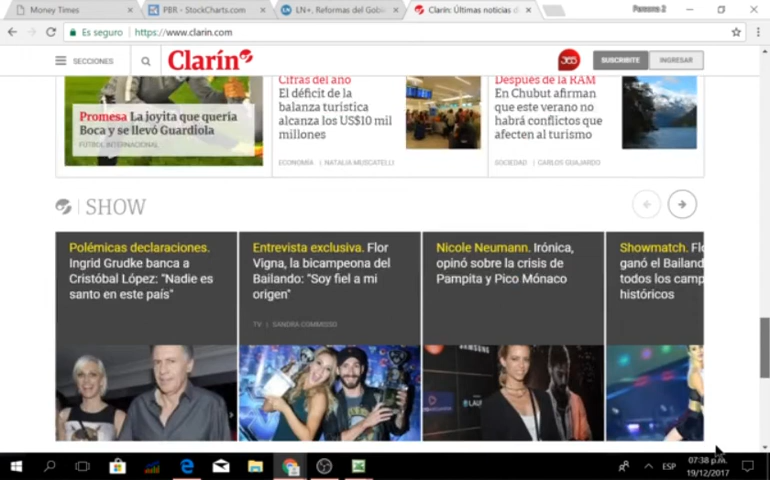 Money Times
PBR - StockCharts.com
LN+, Reformas del Gobie
Clarín: Últimas noticias d
Persona 2
Es seguro
https://www.clarin.com
SECCIONES
Clarín
365
SUSCRIBITE
INGRESAR
Promesa La joyita que quería
Boca y se llevó Guardiola
FÚTBOL INTERNACIONAL
Cifras del año
El déficit de la
balanza turística
alcanza los US$10 mil
millones
ECONOMÍA | NATALIA MUSCATELLI
Después de la RAM
En Chubut afirman
que este verano no
habrá conflictos que
afecten al turismo
SOCIEDAD | CARLOS GUAJARDO
SHOW
Polémicas declaraciones.
Ingrid Grudke banca a
Cristóbal López: "Nadie es
santo en este país"
Entrevista exclusiva. Flor
Vigna, la bicampeona del
Bailando: "Soy fiel a mi
origen"
TV | SANDRA COMMISSO
Nicole Neumann. Irónica,
opinó sobre la crisis de
Pampita y Pico Mónaco
Showmatch. Flo
ganó el Bailand
todos los camp
históricos
SAMSUNG
ESP
07:38 p.m.
19/12/2017